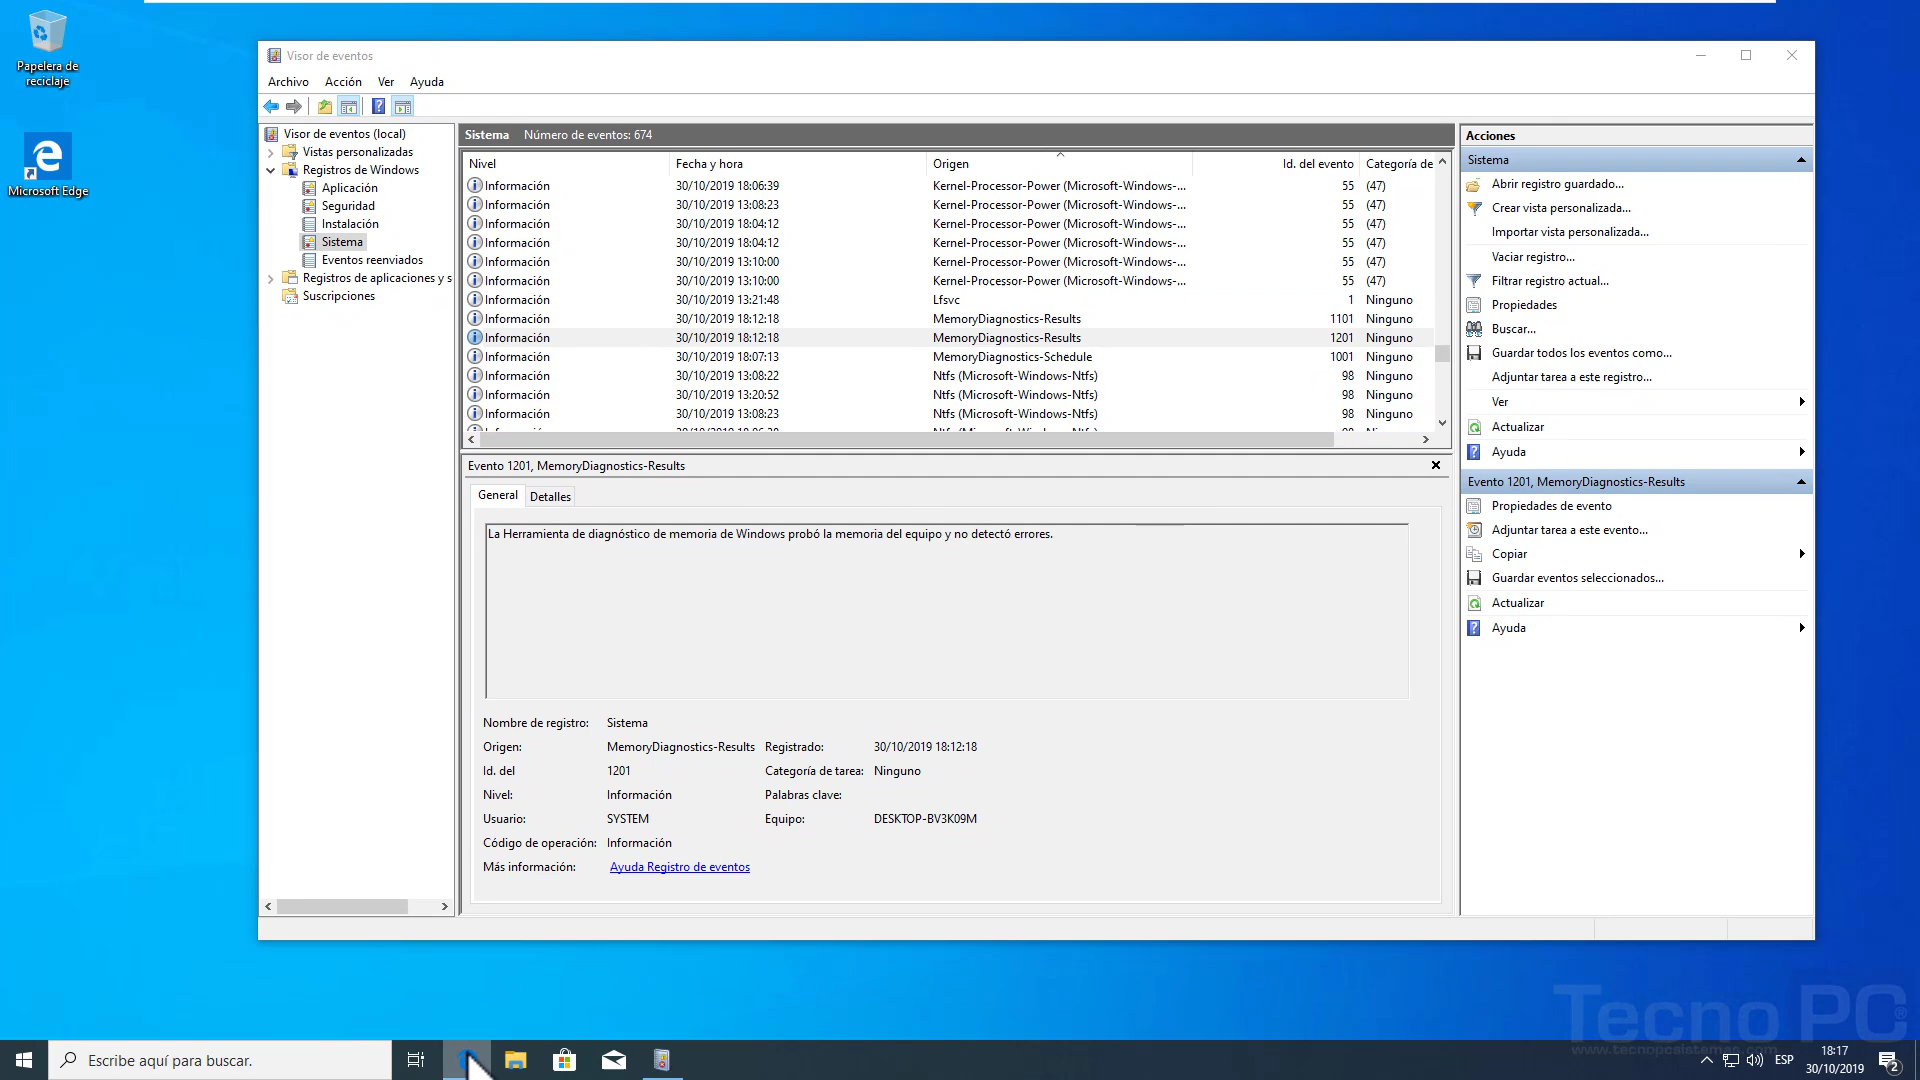 Papelera de
reciclaje
Microsoft Edge
Visor de eventos
Archivo Acción Ver Ayuda
Visor de eventos (local)
Vistas personalizadas
Registros de Windows
Aplicación
Seguridad
Instalación
Sistema
Eventos reenviados
Registros de aplicaciones y s
Suscripciones
Sistema Número de eventos: 674
Nivel Fecha y hora Origen Id. del evento Categoría de
Información 30/10/2019 18:06:39 Kernel-Processor-Power (Microsoft-Windows-... 55 (47)
Información 30/10/2019 13:08:23 Kernel-Processor-Power (Microsoft-Windows-... 55 (47)
Información 30/10/2019 18:04:12 Kernel-Processor-Power (Microsoft-Windows-... 55 (47)
Información 30/10/2019 18:04:12 Kernel-Processor-Power (Microsoft-Windows-... 55 (47)
Información 30/10/2019 13:10:00 Kernel-Processor-Power (Microsoft-Windows-... 55 (47)
Información 30/10/2019 13:10:00 Kernel-Processor-Power (Microsoft-Windows-... 55 (47)
Información 30/10/2019 13:21:48 Lfsvc 1 Ninguno
Información 30/10/2019 18:12:18 MemoryDiagnostics-Results 1101 Ninguno
Información 30/10/2019 18:12:18 MemoryDiagnostics-Results 1201 Ninguno
Información 30/10/2019 18:07:13 MemoryDiagnostics-Schedule 1001 Ninguno
Información 30/10/2019 13:08:22 Ntfs (Microsoft-Windows-Ntfs) 98 Ninguno
Información 30/10/2019 13:20:52 Ntfs (Microsoft-Windows-Ntfs) 98 Ninguno
Información 30/10/2019 13:08:23 Ntfs (Microsoft-Windows-Ntfs) 98 Ninguno
Evento 1201, MemoryDiagnostics-Results
General Detalles
La Herramienta de diagnóstico de memoria de Windows probó la memoria del equipo y no detectó errores.
Nombre de registro: Sistema
Origen: MemoryDiagnostics-Results Registrado: 30/10/2019 18:12:18
Id. del 1201 Categoría de tarea: Ninguno
Nivel: Información Palabras clave:
Usuario: SYSTEM Equipo: DESKTOP-BV3K09M
Código de operación: Información
Más información: Ayuda Registro de eventos
Acciones
Sistema
Abrir registro guardado...
Crear vista personalizada...
Importar vista personalizada...
Vaciar registro...
Filtrar registro actual...
Propiedades
Buscar...
Guardar todos los eventos como...
Adjuntar tarea a este registro...
Ver
Actualizar
Ayuda
Evento 1201, MemoryDiagnostics-Results
Propiedades de evento
Adjuntar tarea a este evento...
Copiar
Guardar eventos seleccionados...
Actualizar
Ayuda
Tecno PC®
www.tecnopcsistemas.com
Escribe aquí para buscar.
ESP
18:17
30/10/2019
2